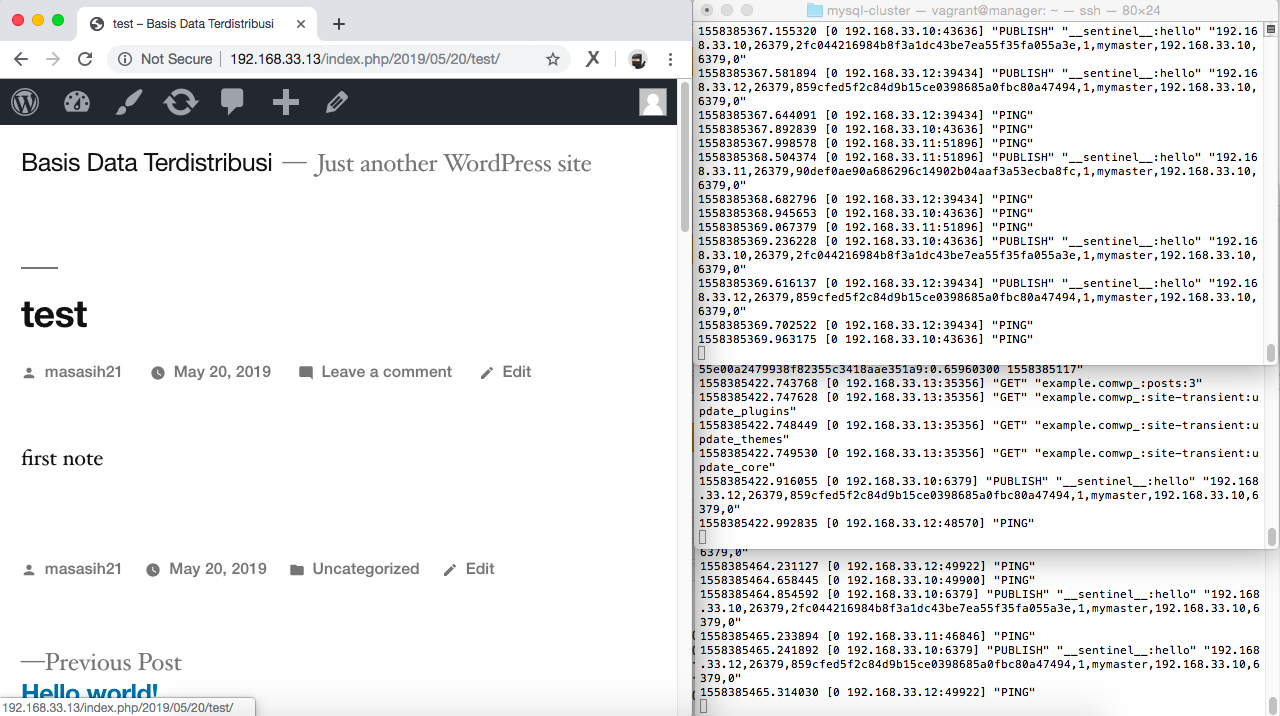 test – Basis Data Terdistribusi
Not Secure
192.168.33.13/index.php/2019/05/20/test/
X
Basis Data Terdistribusi — Just another WordPress site
test
masasih21 May 20, 2019 Leave a comment Edit
first note
masasih21 May 20, 2019 Uncategorized Edit
—Previous Post
Hello world!
192.168.33.13/index.php/2019/05/20/test/
mysql-cluster — vagrant@manager: ~ — ssh — 80×24
1558385367.155320 [0 192.168.33.10:43636] "PUBLISH" "__sentinel__:hello" "192.16
8.33.10,26379,2fc044216984b8f3a1dc43be7ea55f35fa055a3e,1,mymaster,192.168.33.10,
6379,0"
1558385367.581894 [0 192.168.33.12:39434] "PUBLISH" "__sentinel__:hello" "192.16
8.33.12,26379,859cfed5f2c84d9b15ce0398685a0fbc80a47494,1,mymaster,192.168.33.10,
6379,0"
1558385367.644091 [0 192.168.33.12:39434] "PING"
1558385367.892839 [0 192.168.33.10:43636] "PING"
1558385367.998578 [0 192.168.33.11:51896] "PING"
1558385368.504374 [0 192.168.33.11:51896] "PUBLISH" "__sentinel__:hello" "192.16
8.33.11,26379,90def0ae90a686296c14902b04aaf3a53ecba8fc,1,mymaster,192.168.33.10,
6379,0"
1558385368.682796 [0 192.168.33.12:39434] "PING"
1558385368.945653 [0 192.168.33.10:43636] "PING"
1558385369.067379 [0 192.168.33.11:51896] "PING"
1558385369.236228 [0 192.168.33.10:43636] "PUBLISH" "__sentinel__:hello" "192.16
8.33.10,26379,2fc044216984b8f3a1dc43be7ea55f35fa055a3e,1,mymaster,192.168.33.10,
6379,0"
1558385369.616137 [0 192.168.33.12:39434] "PUBLISH" "__sentinel__:hello" "192.16
8.33.12,26379,859cfed5f2c84d9b15ce0398685a0fbc80a47494,1,mymaster,192.168.33.10,
6379,0"
1558385369.702522 [0 192.168.33.12:39434] "PING"
1558385369.963175 [0 192.168.33.10:43636] "PING"
55e00a2479938f82355c3418aae351a9:0.65960300 1558385117"
1558385422.743768 [0 192.168.33.13:35356] "GET" "example.comwp_:posts:3"
1558385422.747628 [0 192.168.33.13:35356] "GET" "example.comwp_:site-transient:u
pdate_plugins"
1558385422.748449 [0 192.168.33.13:35356] "GET" "example.comwp_:site-transient:u
pdate_themes"
1558385422.749530 [0 192.168.33.13:35356] "GET" "example.comwp_:site-transient:u
pdate_core"
1558385422.916055 [0 192.168.33.10:6379] "PUBLISH" "__sentinel__:hello" "192.168
.33.12,26379,859cfed5f2c84d9b15ce0398685a0fbc80a47494,1,mymaster,192.168.33.10,6
379,0"
1558385422.992835 [0 192.168.33.12:48570] "PING"
6379,0"
1558385464.231127 [0 192.168.33.12:49922] "PING"
1558385464.658445 [0 192.168.33.10:49900] "PING"
1558385464.854592 [0 192.168.33.10:6379] "PUBLISH" "__sentinel__:hello" "192.168
.33.10,26379,2fc044216984b8f3a1dc43be7ea55f35fa055a3e,1,mymaster,192.168.33.10,6
379,0"
1558385465.233894 [0 192.168.33.11:46846] "PING"
1558385465.241892 [0 192.168.33.10:6379] "PUBLISH" "__sentinel__:hello" "192.168
.33.12,26379,859cfed5f2c84d9b15ce0398685a0fbc80a47494,1,mymaster,192.168.33.10,6
379,0"
1558385465.314030 [0 192.168.33.12:49922] "PING"